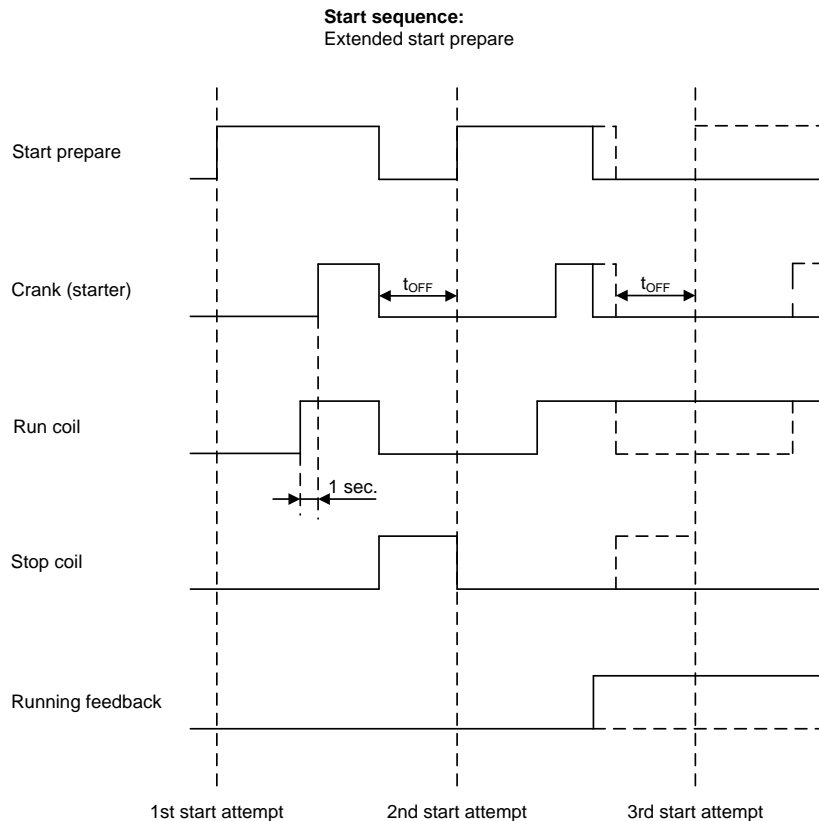 Start sequence:
Extended start prepare
Start prepare
Crank (starter)
tOFF
tOFF
Run coil
1 sec.
Stop coil
Running feedback
1st start attempt
2nd start attempt
3rd start attempt